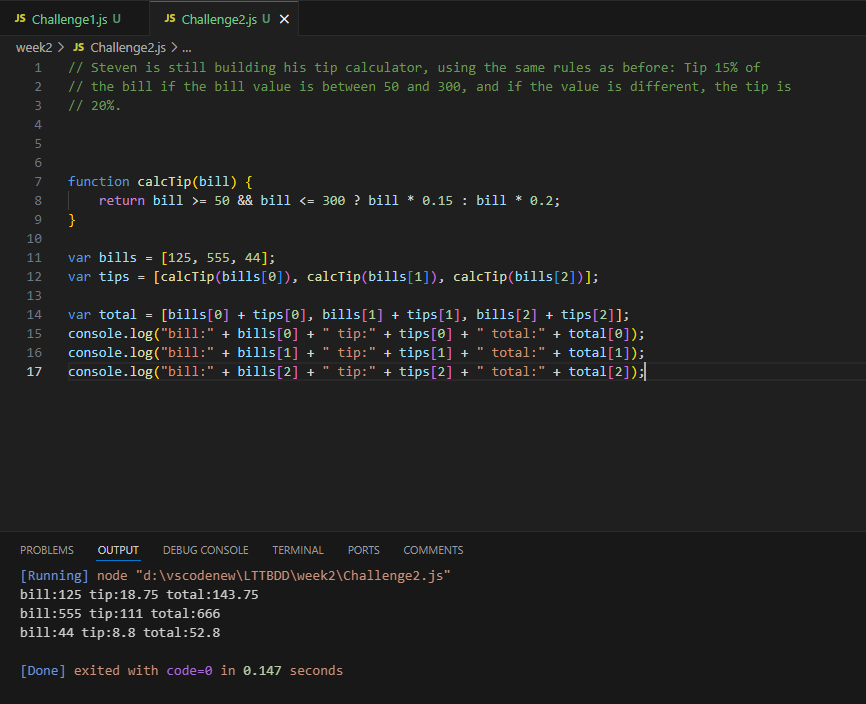 JS Challenge1.js U JS Challenge2.js U ×
week2 > JS Challenge2.js > ...
1 // Steven is still building his tip calculator, using the same rules as before: Tip 15% of
2 // the bill if the bill value is between 50 and 300, and if the value is different, the tip is
3 // 20%.
4
5
6
7 function calcTip(bill) {
8     return bill >= 50 && bill <= 300 ? bill * 0.15 : bill * 0.2;
9 }
10
11 var bills = [125, 555, 44];
12 var tips = [calcTip(bills[0]), calcTip(bills[1]), calcTip(bills[2])];
13
14 var total = [bills[0] + tips[0], bills[1] + tips[1], bills[2] + tips[2]];
15 console.log("bill:" + bills[0] + " tip:" + tips[0] + " total:" + total[0]);
16 console.log("bill:" + bills[1] + " tip:" + tips[1] + " total:" + total[1]);
17 console.log("bill:" + bills[2] + " tip:" + tips[2] + " total:" + total[2]);
PROBLEMS OUTPUT DEBUG CONSOLE TERMINAL PORTS COMMENTS
[Running] node "d:\vscodenew\LTTBDD\week2\Challenge2.js"
bill:125 tip:18.75 total:143.75
bill:555 tip:111 total:666
bill:44 tip:8.8 total:52.8
[Done] exited with code=0 in 0.147 seconds